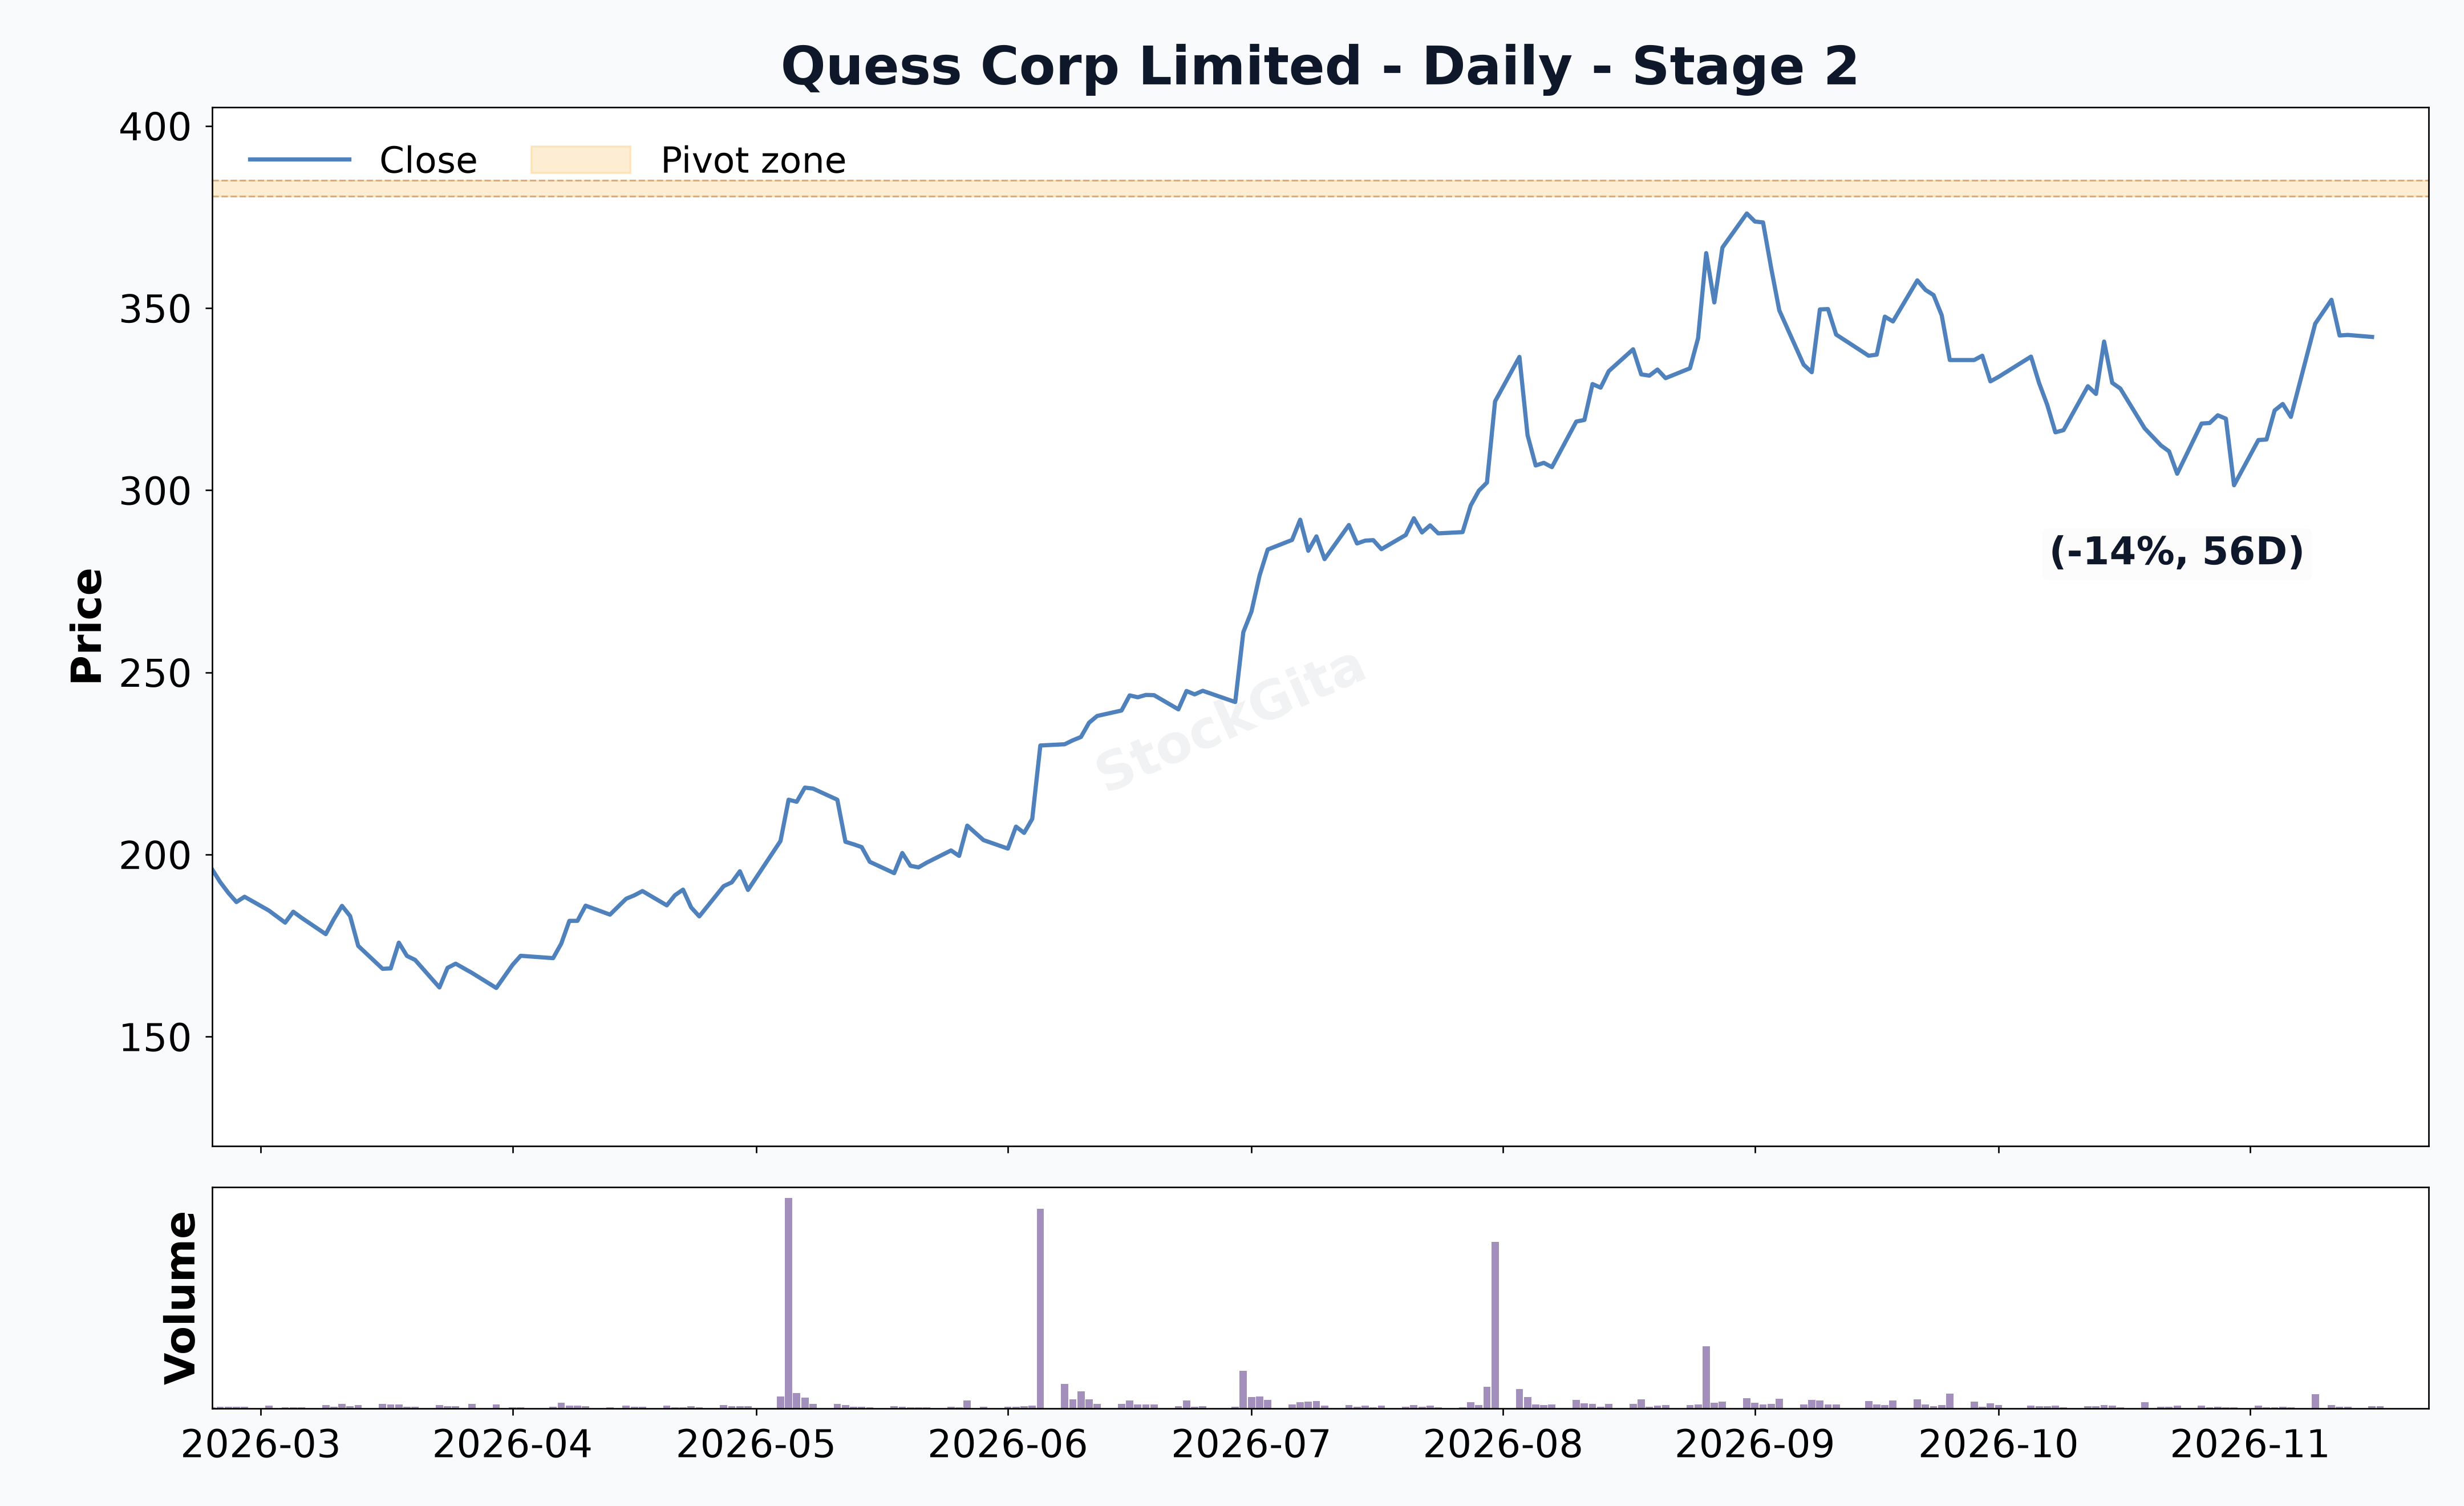 Quess Corp Limited - Daily - Stage 2
Close
Pivot zone
400
350
300
250
200
150
Price
(-14%, 56D)
StockGita
Volume
2026-03
2026-04
2026-05
2026-06
2026-07
2026-08
2026-09
2026-10
2026-11